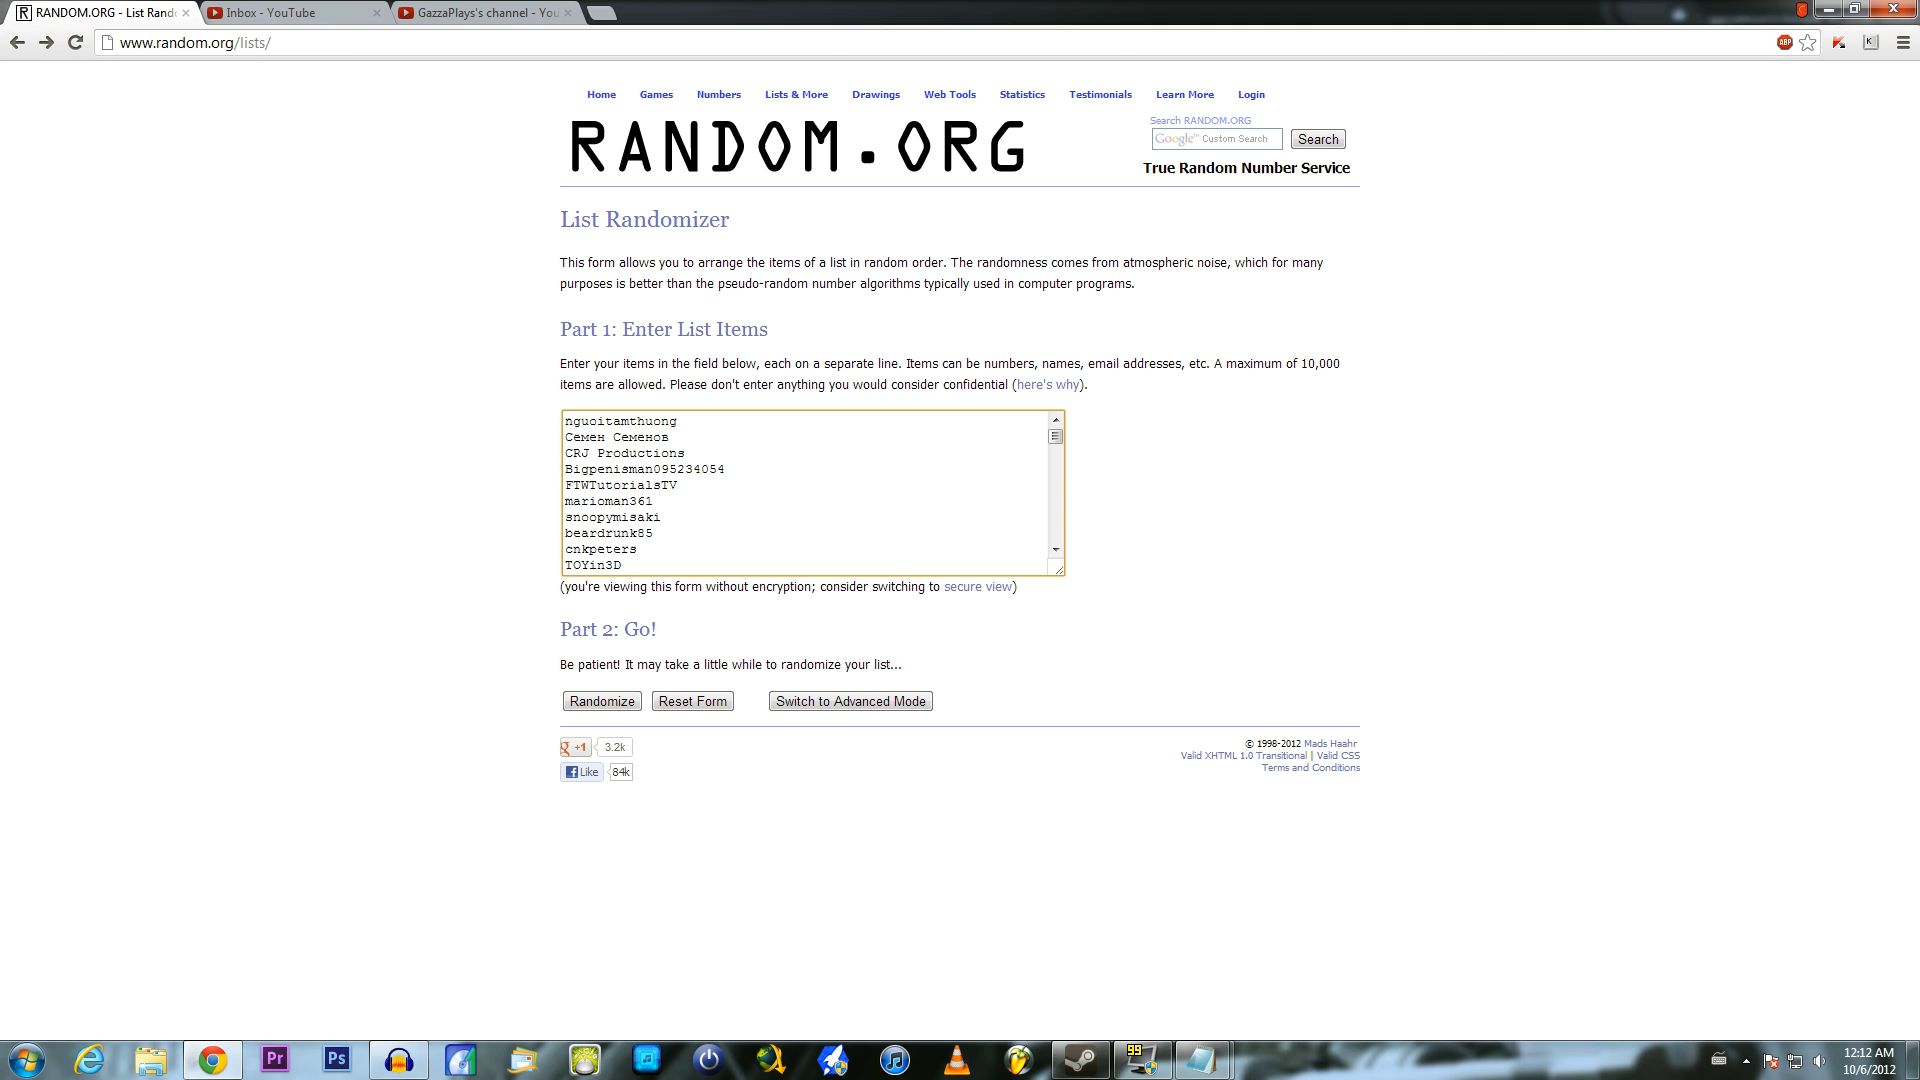 RANDOM.ORG - List Rand
Inbox - YouTube
GazzaPlays's channel - You
www.random.org/lists/
ABP
K
Home Games Numbers Lists & More Drawings Web Tools Statistics Testimonials Learn More Login
RANDOM.ORG
Search RANDOM.ORG
Google™ Custom Search
Search
True Random Number Service
List Randomizer
This form allows you to arrange the items of a list in random order. The randomness comes from atmospheric noise, which for many
purposes is better than the pseudo-random number algorithms typically used in computer programs.
Part 1: Enter List Items
Enter your items in the field below, each on a separate line. Items can be numbers, names, email addresses, etc. A maximum of 10,000
items are allowed. Please don't enter anything you would consider confidential (here's why).
nguoitamthuong
Семен Семенов
CRJ Productions
Bigpenisman095234054
FTWTutorialsTV
marioman361
snoopymisaki
beardrunk85
cnkpeters
TOYin3D
(you're viewing this form without encryption; consider switching to secure view)
Part 2: Go!
Be patient! It may take a little while to randomize your list...
Randomize Reset Form Switch to Advanced Mode
g +1 3.2k
Like 84k
© 1998-2012 Mads Haahr
Valid XHTML 1.0 Transitional | Valid CSS
Terms and Conditions
Pr
Ps
99
12:12 AM
10/6/2012